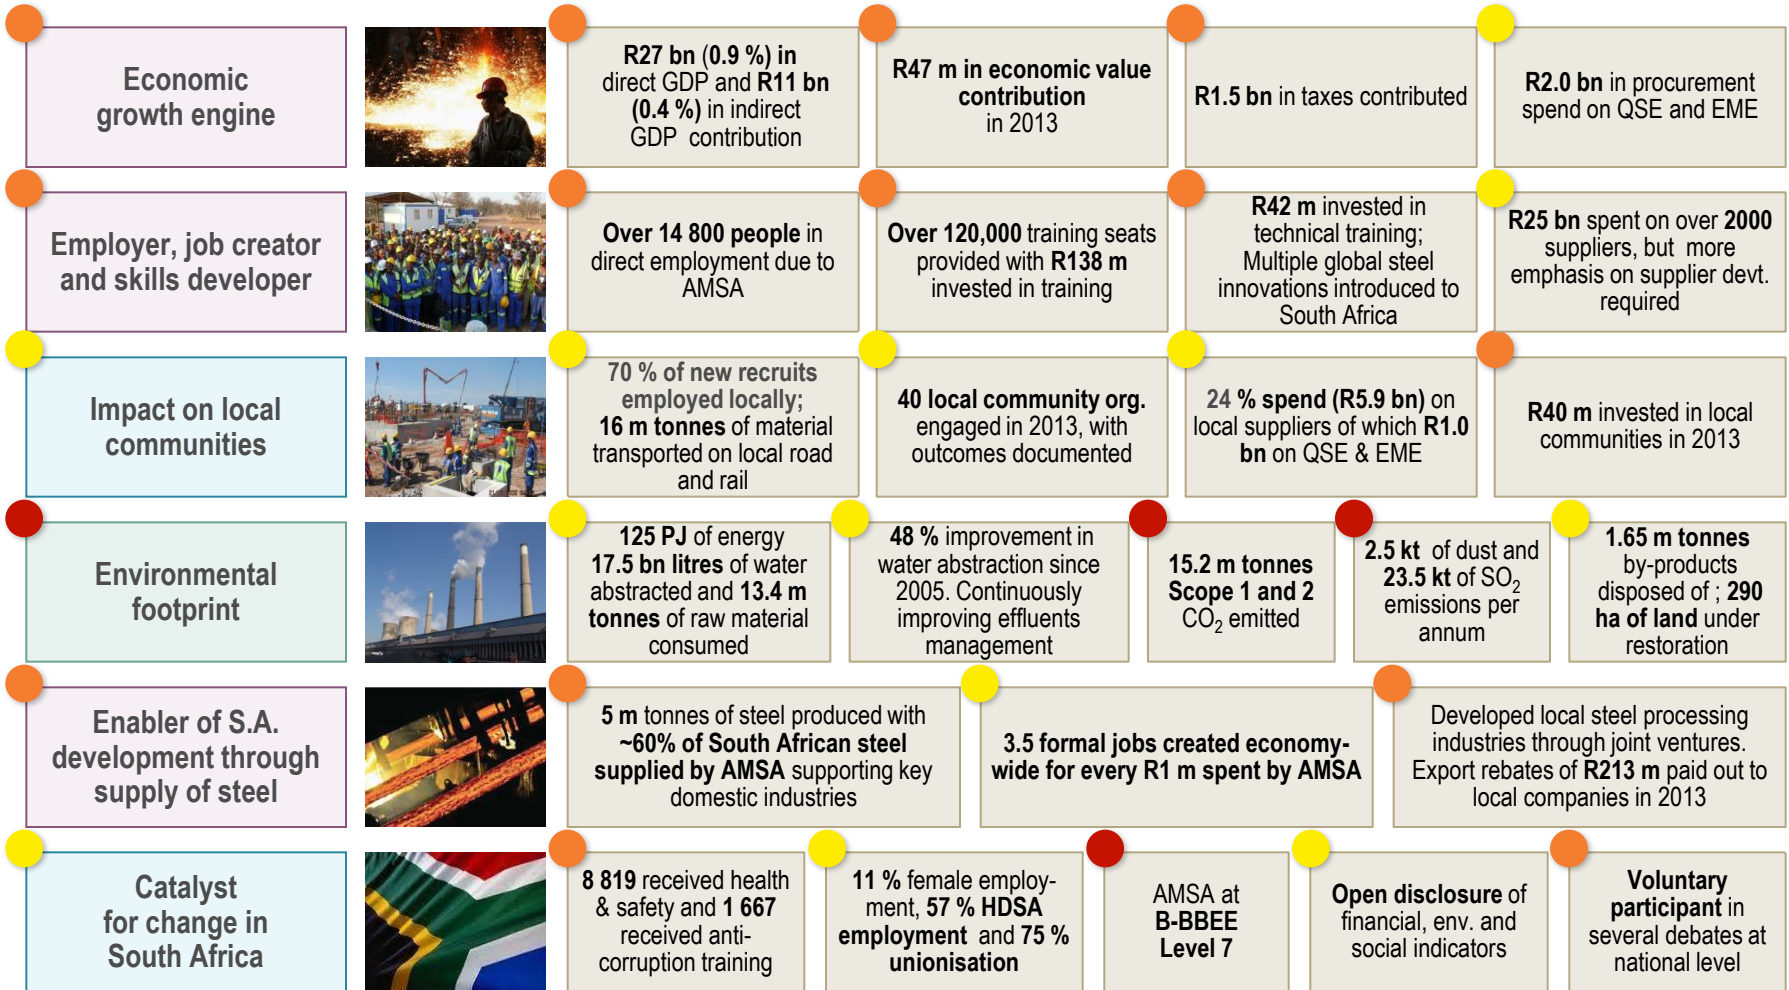 Economic
growth engine
R27 bn (0.9 %) in
direct GDP and R11 bn
(0.4 %) in indirect
GDP contribution
R47 m in economic value
contribution
in 2013
R1.5 bn in taxes contributed
R2.0 bn in procurement
spend on QSE and EME
Employer, job creator
and skills developer
Over 14 800 people in
direct employment due to
AMSA
Over 120,000 training seats
provided with R138 m
invested in training
R42 m invested in
technical training;
Multiple global steel
innovations introduced to
South Africa
R25 bn spent on over 2000
suppliers, but more
emphasis on supplier devt.
required
Impact on local
communities
70 % of new recruits
employed locally;
16 m tonnes of material
transported on local road
and rail
40 local community org.
engaged in 2013, with
outcomes documented
24 % spend (R5.9 bn) on
local suppliers of which R1.0
bn on QSE & EME
R40 m invested in local
communities in 2013
Environmental
footprint
125 PJ of energy
17.5 bn litres of water
abstracted and 13.4 m
tonnes of raw material
consumed
48 % improvement in
water abstraction since
2005. Continuously
improving effluents
management
15.2 m tonnes
Scope 1 and 2
CO₂ emitted
2.5 kt of dust and
23.5 kt of SO₂
emissions per
annum
1.65 m tonnes
by-products
disposed of ; 290
ha of land under
restoration
Enabler of S.A.
development through
supply of steel
5 m tonnes of steel produced with
~60% of South African steel
supplied by AMSA supporting key
domestic industries
3.5 formal jobs created economy-
wide for every R1 m spent by AMSA
Developed local steel processing
industries through joint ventures.
Export rebates of R213 m paid out to
local companies in 2013
Catalyst
for change in
South Africa
8 819 received health
& safety and 1 667
received anti-
corruption training
11 % female employ-
ment, 57 % HDSA
employment and 75 %
unionisation
AMSA at
B-BBEE
Level 7
Open disclosure of
financial, env. and
social indicators
Voluntary
participant in
several debates at
national level